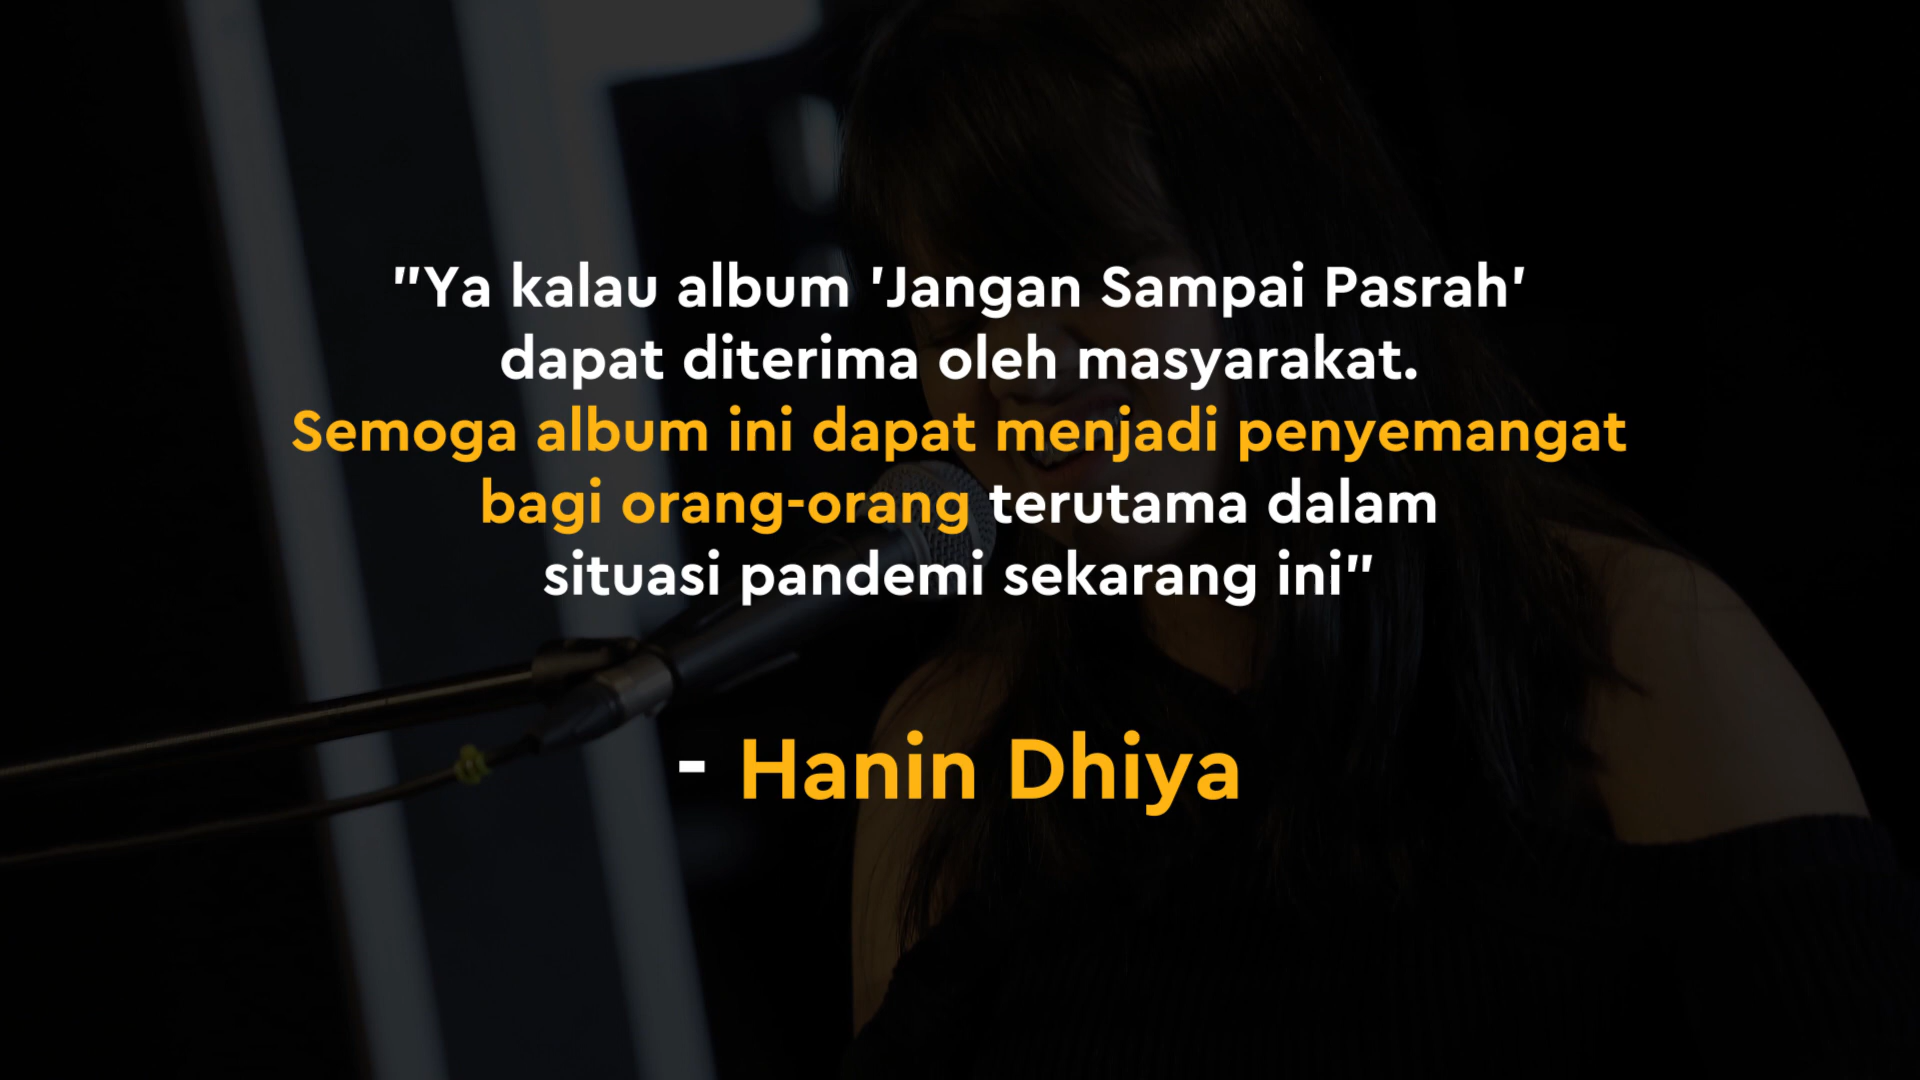 "Ya kalau album 'Jangan Sampai Pasrah'
dapat diterima oleh masyarakat.
Semoga album ini dapat menjadi penyemangat
bagi orang-orang terutama dalam
situasi pandemi sekarang ini"
- Hanin Dhiya